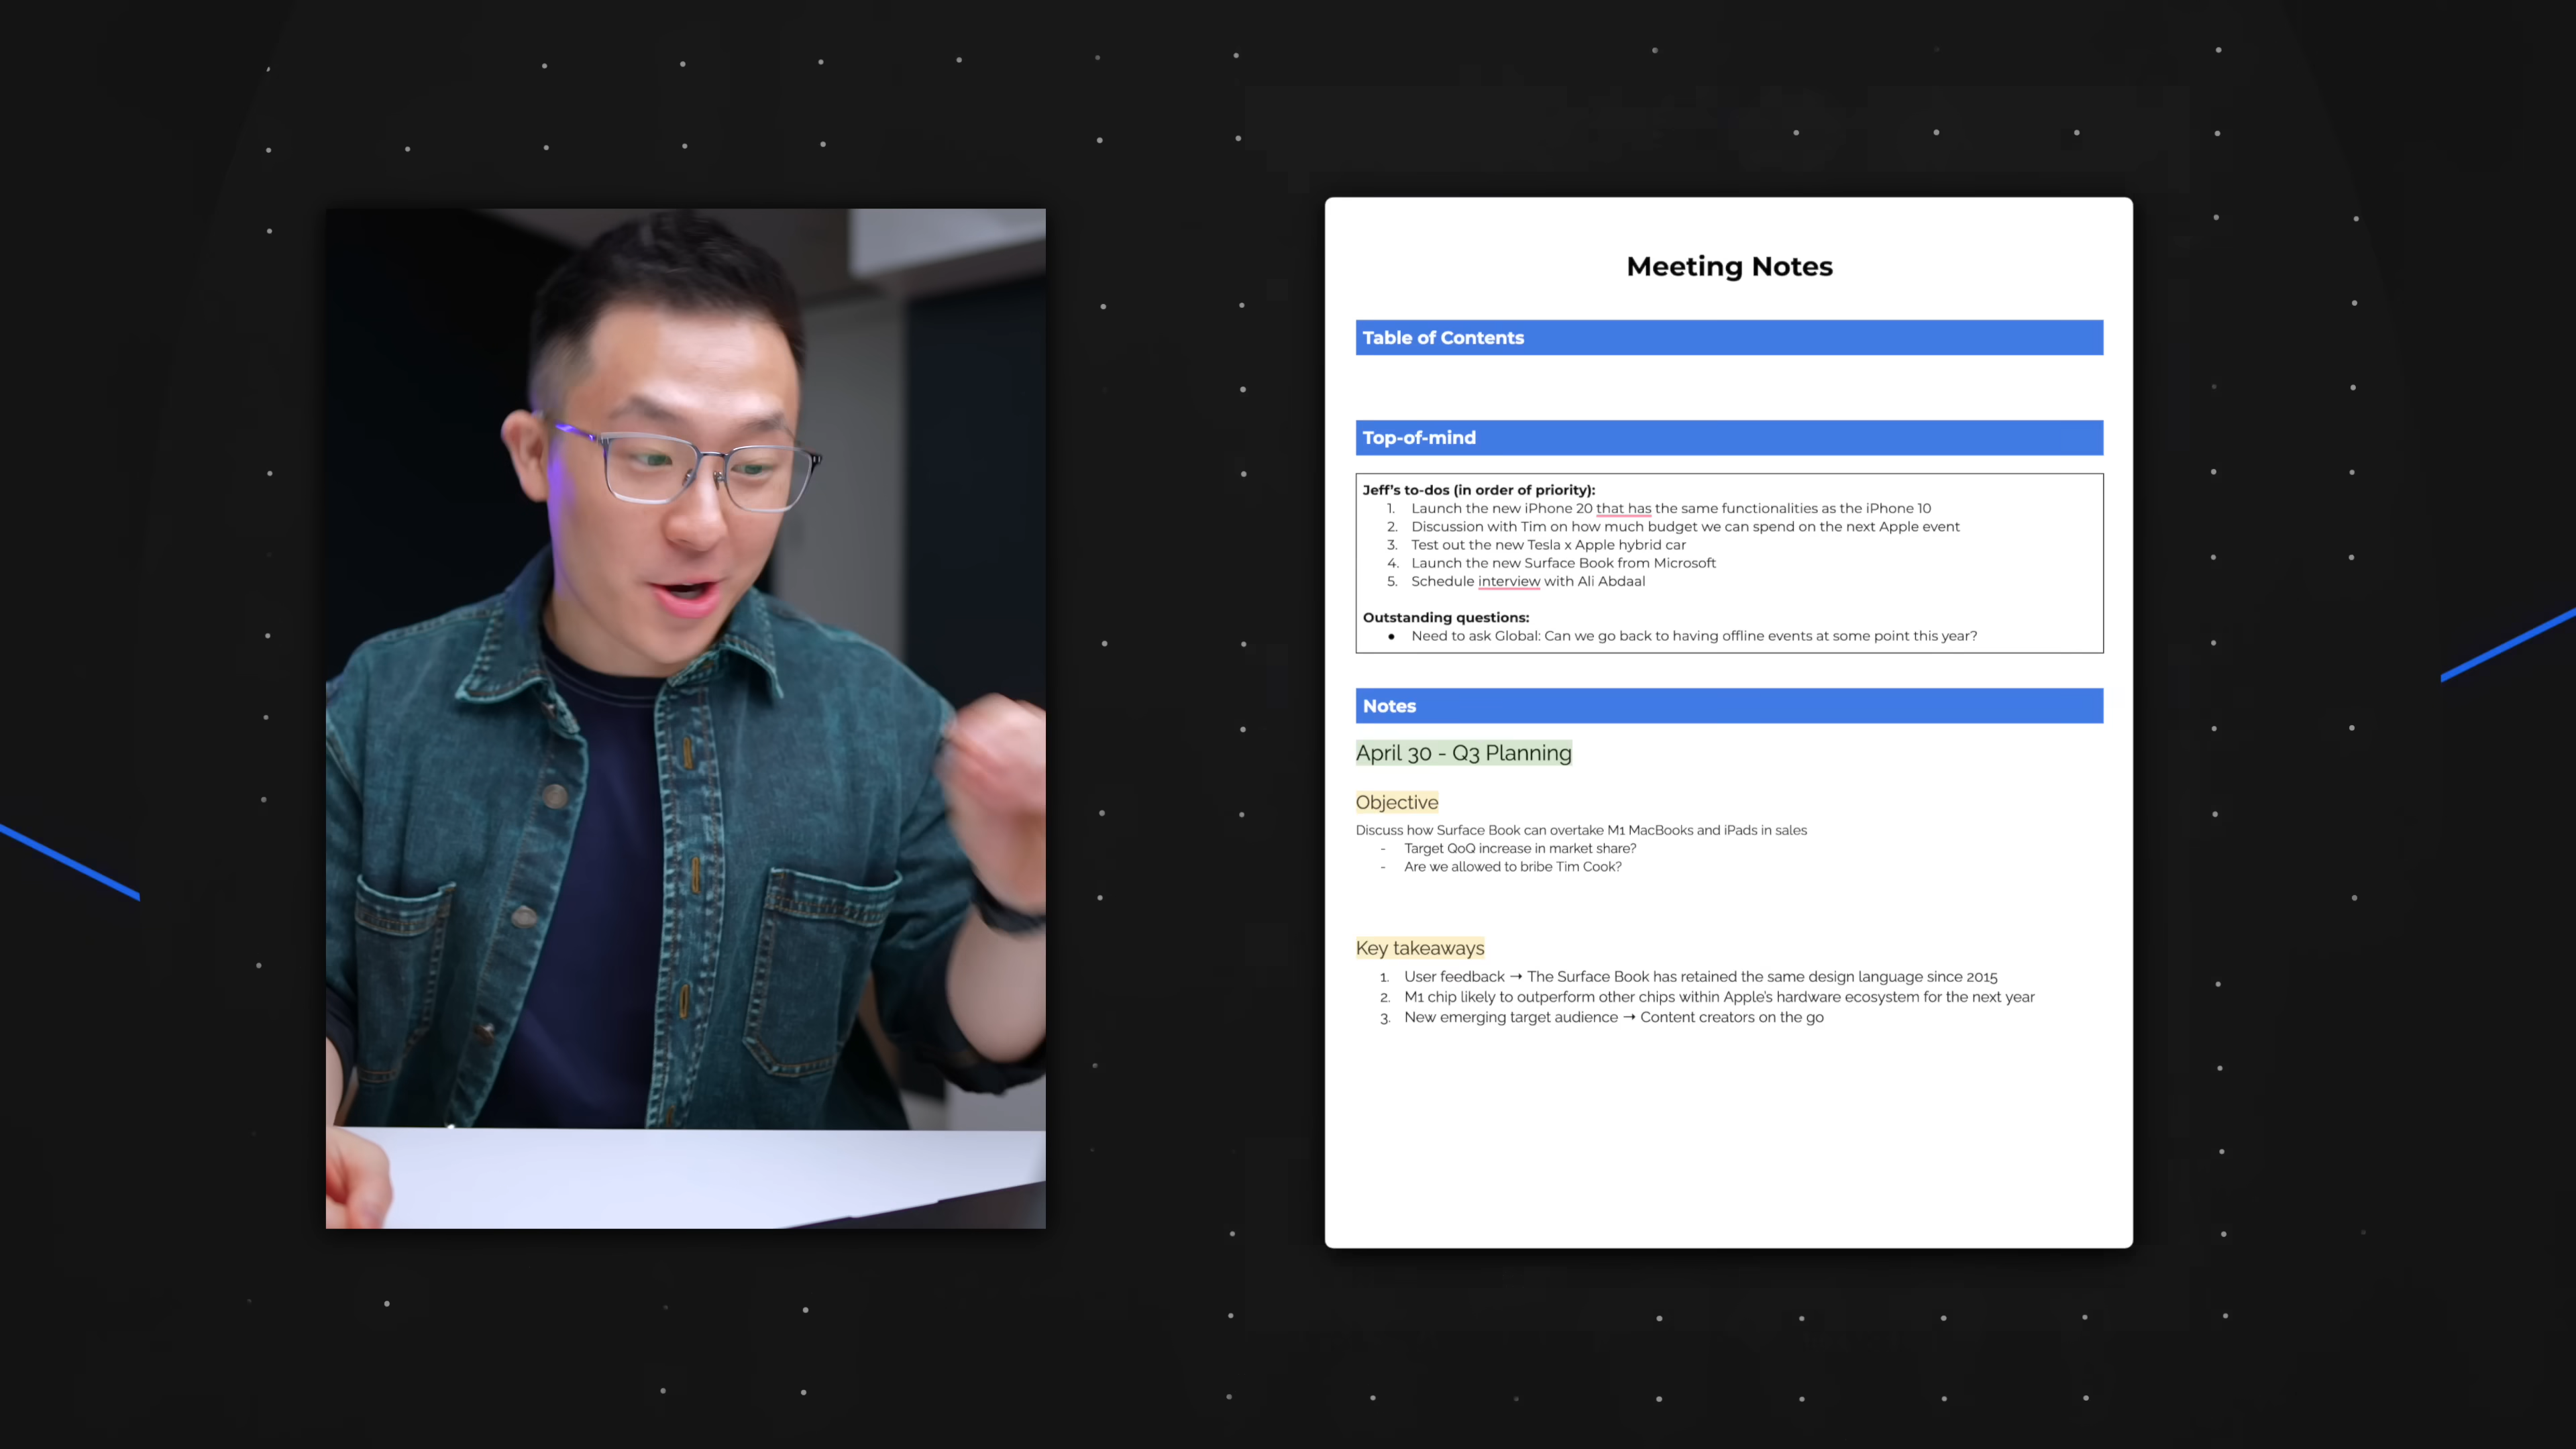 Meeting Notes
Table of Contents
Top-of-mind
Jeff's to-dos (in order of priority):
1. Launch the new iPhone 20 that has the same functionalities as the iPhone 10
2. Discussion with Tim on how much budget we can spend on the next Apple event
3. Test out the new Tesla x Apple hybrid car
4. Launch the new Surface Book from Microsoft
5. Schedule interview with Ali Abdaal
Outstanding questions:
● Need to ask Global: Can we go back to having offline events at some point this year?
Notes
April 30 - Q3 Planning
Objective
Discuss how Surface Book can overtake M1 MacBooks and iPads in sales
- Target QoQ increase in market share?
- Are we allowed to bribe Tim Cook?
Key takeaways
1. User feedback → The Surface Book has retained the same design language since 2015
2. M1 chip likely to outperform other chips within Apple's hardware ecosystem for the next year
3. New emerging target audience → Content creators on the go